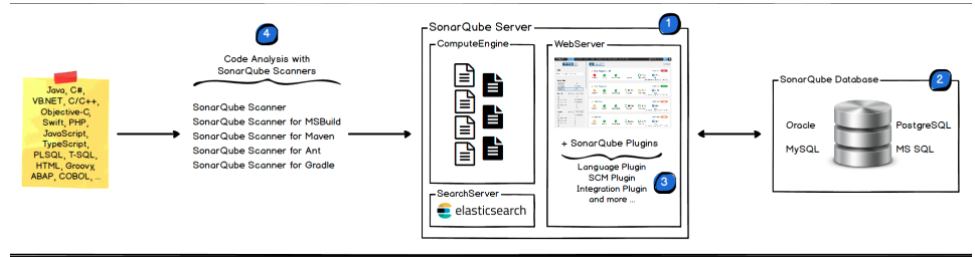 Java, C#,
VB.NET, C/C++,
Objective-C,
Swift, PHP,
JavaScript,
TypeScript,
PLSQL, T-SQL,
HTML, Groovy,
ABAP, COBOL, ...
4
Code Analysis with
SonarQube Scanners
SonarQube Scanner
SonarQube Scanner for MSBuild
SonarQube Scanner for Maven
SonarQube Scanner for Ant
SonarQube Scanner for Gradle
SonarQube Server
1
ComputeEngine
SearchServer
elasticsearch
WebServer
+ SonarQube Plugins
Language Plugin
SCM Plugin
Integration Plugin
and more ...
3
SonarQube Database
2
Oracle
PostgreSQL
MySQL
MS SQL